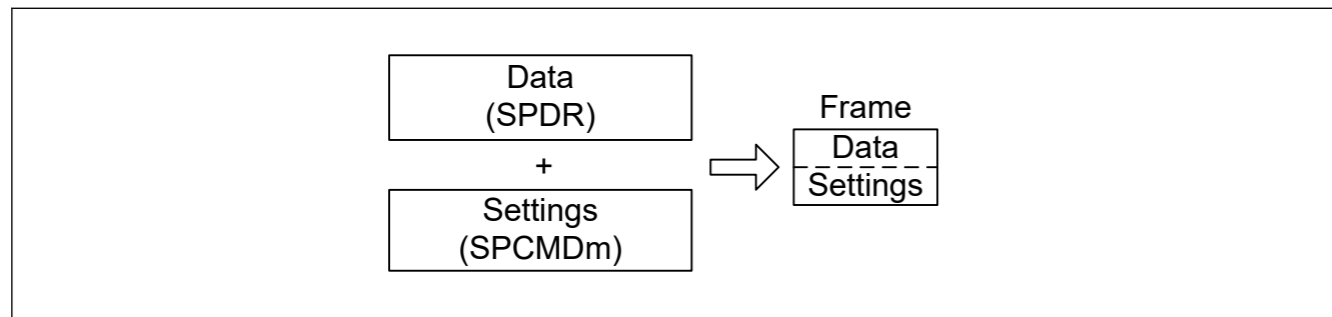 Data
(SPDR)
+
Settings
(SPCMDm)
Frame
Data
Settings